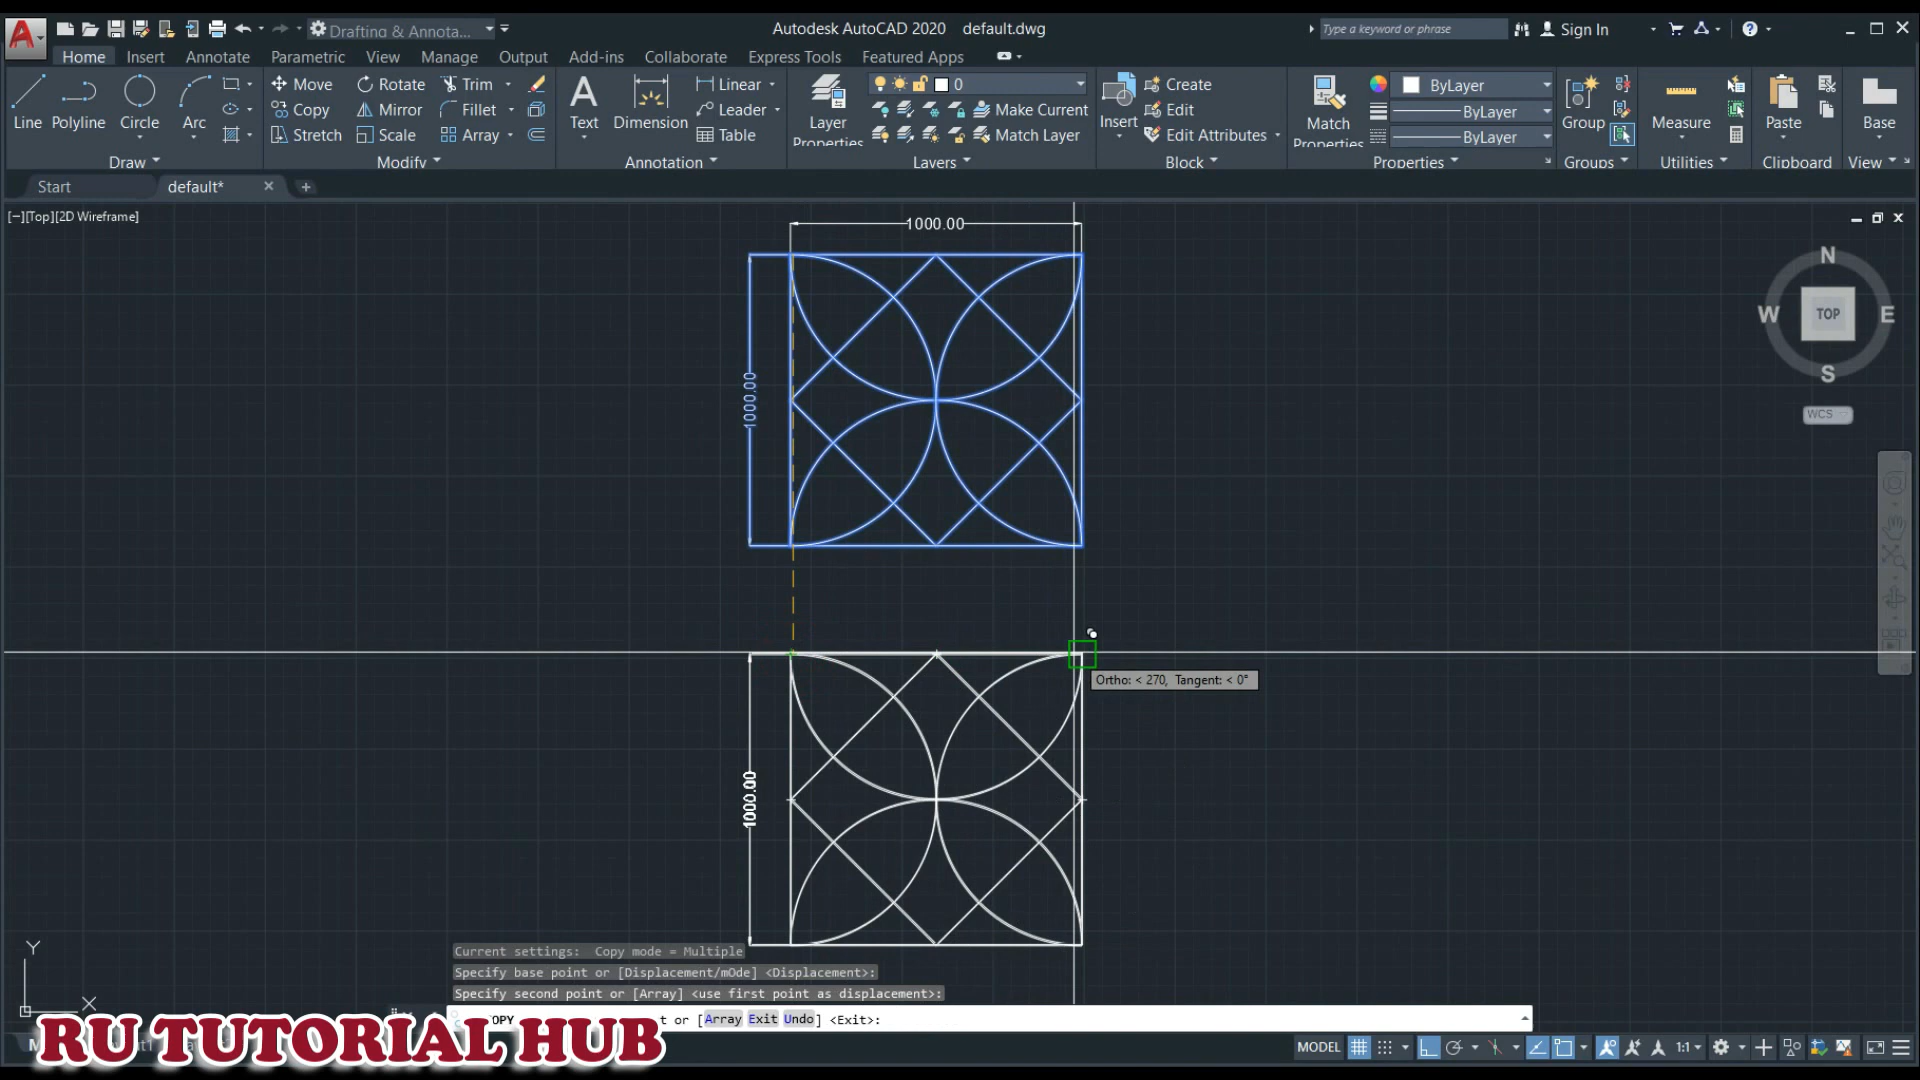 Drafting & Annota...
Autodesk AutoCAD 2020 default.dwg
Type a keyword or phrase
Sign In
Home Insert Annotate Parametric View Manage Output Add-ins Collaborate Express Tools Featured Apps
Line Polyline Circle Arc
Draw
Move Rotate Trim
Copy Mirror Fillet
Stretch Scale Array
Modify
Text Dimension
Linear
Leader
Table
Annotation
Layer Properties
0
Make Current
Match Layer
Layers
Insert
Create
Edit
Edit Attributes
Block
Match Properties
ByLayer
ByLayer
ByLayer
Properties
Group
Groups
Measure
Utilities
Paste
Clipboard
Base
View
Start default*
[−][Top][2D Wireframe]
1000.00
1000.00
N
W TOP E
S
WCS
Ortho: < 270, Tangent: < 0°
1000.00
Y
X
Current settings: Copy mode = Multiple
Specify base point or [Displacement/mOde] <Displacement>:
Specify second point or [Array] <use first point as displacement>:
OPY t or [Array Exit Undo] <Exit>:
RU TUTORIAL HUB
MODEL 1:1